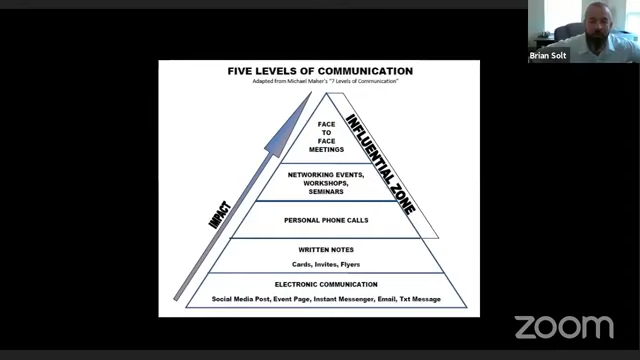 FIVE LEVELS OF COMMUNICATION
Adapted from Michael Maher's "7 Levels of Communication"
Brian Solt
FACE
TO
FACE
MEETINGS
INFLUENTIAL ZONE
NETWORKING EVENTS,
WORKSHOPS,
SEMINARS
IMPACT
PERSONAL PHONE CALLS
WRITTEN NOTES
Cards, Invites, Flyers
ELECTRONIC COMMUNICATION
Social Media Post, Event Page, Instant Messenger, Email, Txt Message
zoom